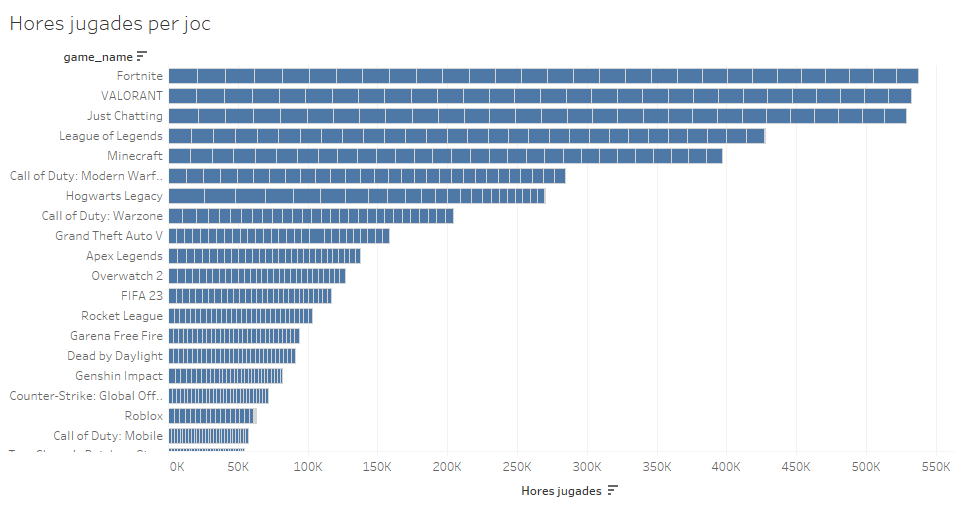 Hores jugades per joc
game_name
Fortnite
VALORANT
Just Chatting
League of Legends
Minecraft
Call of Duty: Modern Warf..
Hogwarts Legacy
Call of Duty: Warzone
Grand Theft Auto V
Apex Legends
Overwatch 2
FIFA 23
Rocket League
Garena Free Fire
Dead by Daylight
Genshin Impact
Counter-Strike: Global Off..
Roblox
Call of Duty: Mobile
0K 50K 100K 150K 200K 250K 300K 350K 400K 450K 500K 550K
Hores jugades